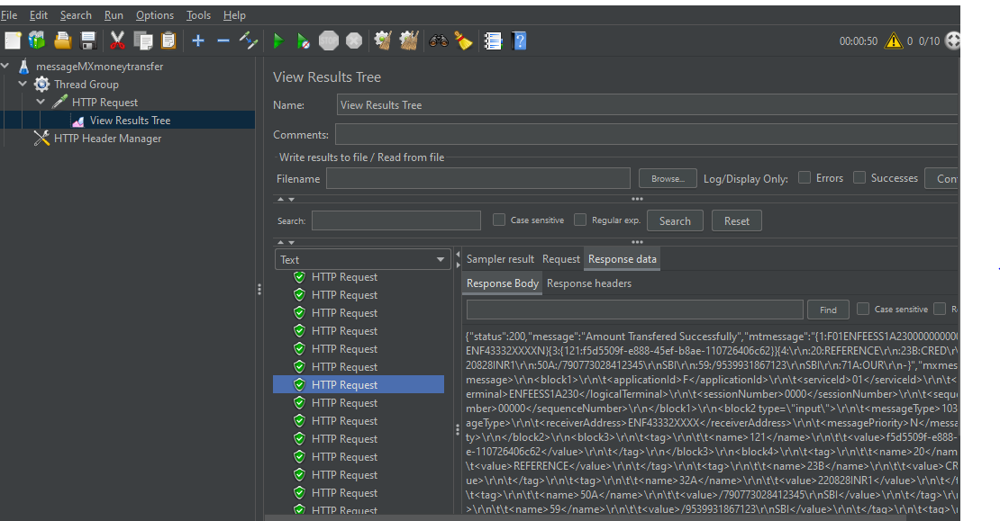 File Edit Search Run Options Tools Help
00:00:50 0 0/10
messageMXmoneytransfer
Thread Group
HTTP Request
View Results Tree
HTTP Header Manager
View Results Tree
Name: View Results Tree
Comments:
Write results to file / Read from file
Filename Browse... Log/Display Only: Errors Successes Con
Search: Case sensitive Regular exp. Search Reset
Text
HTTP Request
HTTP Request
HTTP Request
HTTP Request
HTTP Request
HTTP Request
HTTP Request
HTTP Request
HTTP Request
HTTP Request
HTTP Request
HTTP Request
HTTP Request
HTTP Request
Sampler result Request Response data
Response Body Response headers
Find Case sensitive R
{"status":200,"message":"Amount Transfered Successfully","mtmessage":"{1:F01ENFEESS1A23000000000
ENF43332XXXXN}{3:{121:f5d5509f-e888-45ef-b8ae-110726406c62}}{4:\r\n:20:REFERENCE\r\n:23B:CRED\r
20828INR1\r\n:50A:/790773028412345\r\nSBI\r\n:59:/9539931867123\r\nSBI\r\n:71A:OUR\r\n-}","mxmes
message>\r\n<block1>\r\n\t<applicationId>F</applicationId>\r\n\t<serviceId>01</serviceId>\r\n\t<
erminal>ENFEESS1A230</logicalTerminal>\r\n\t<sessionNumber>0000</sessionNumber>\r\n\t<sequ
mber>00000</sequenceNumber>\r\n</block1>\r\n<block2 type=\"input\">\r\n\t<messageType>103
ageType>\r\n\t<receiverAddress>ENF43332XXXX</receiverAddress>\r\n\t<messagePriority>N</messa
ty>\r\n</block2>\r\n<block3>\r\n\t<tag>\r\n\t\t<name>121</name>\r\n\t\t<value>f5d5509f-e888-
e-110726406c62</value>\r\n\t</tag>\r\n</block3>\r\n<block4>\r\n\t<tag>\r\n\t\t<name>20</nam
\t<value>REFERENCE</value>\r\n\t</tag>\r\n\t<tag>\r\n\t\t<name>23B</name>\r\n\t\t<value>CR
ue>\r\n\t</tag>\r\n\t<tag>\r\n\t\t<name>32A</name>\r\n\t\t<value>220828INR1</value>\r\n\t</t
\t<tag>\r\n\t\t<name>50A</name>\r\n\t\t<value>/790773028412345\r\nSBI</value>\r\n\t</tag>\r\
>\r\n\t\t<name>59</name>\r\n\t\t<value>/9539931867123\r\nSBI</value>\r\n\t</tag>\r\n\t<tag>\r